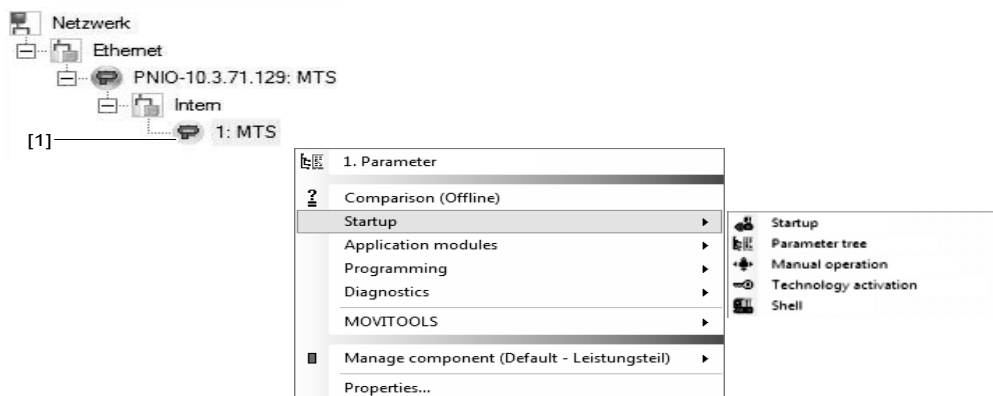 Netzwerk
Ethernet
PNIO-10.3.71.129: MTS
Intern
[1] 1: MTS
1. Parameter
Comparison (Offline)
Startup
Application modules
Programming
Diagnostics
MOVITOOLS
Manage component (Default - Leistungsteil)
Properties...
Startup
Parameter tree
Manual operation
Technology activation
Shell